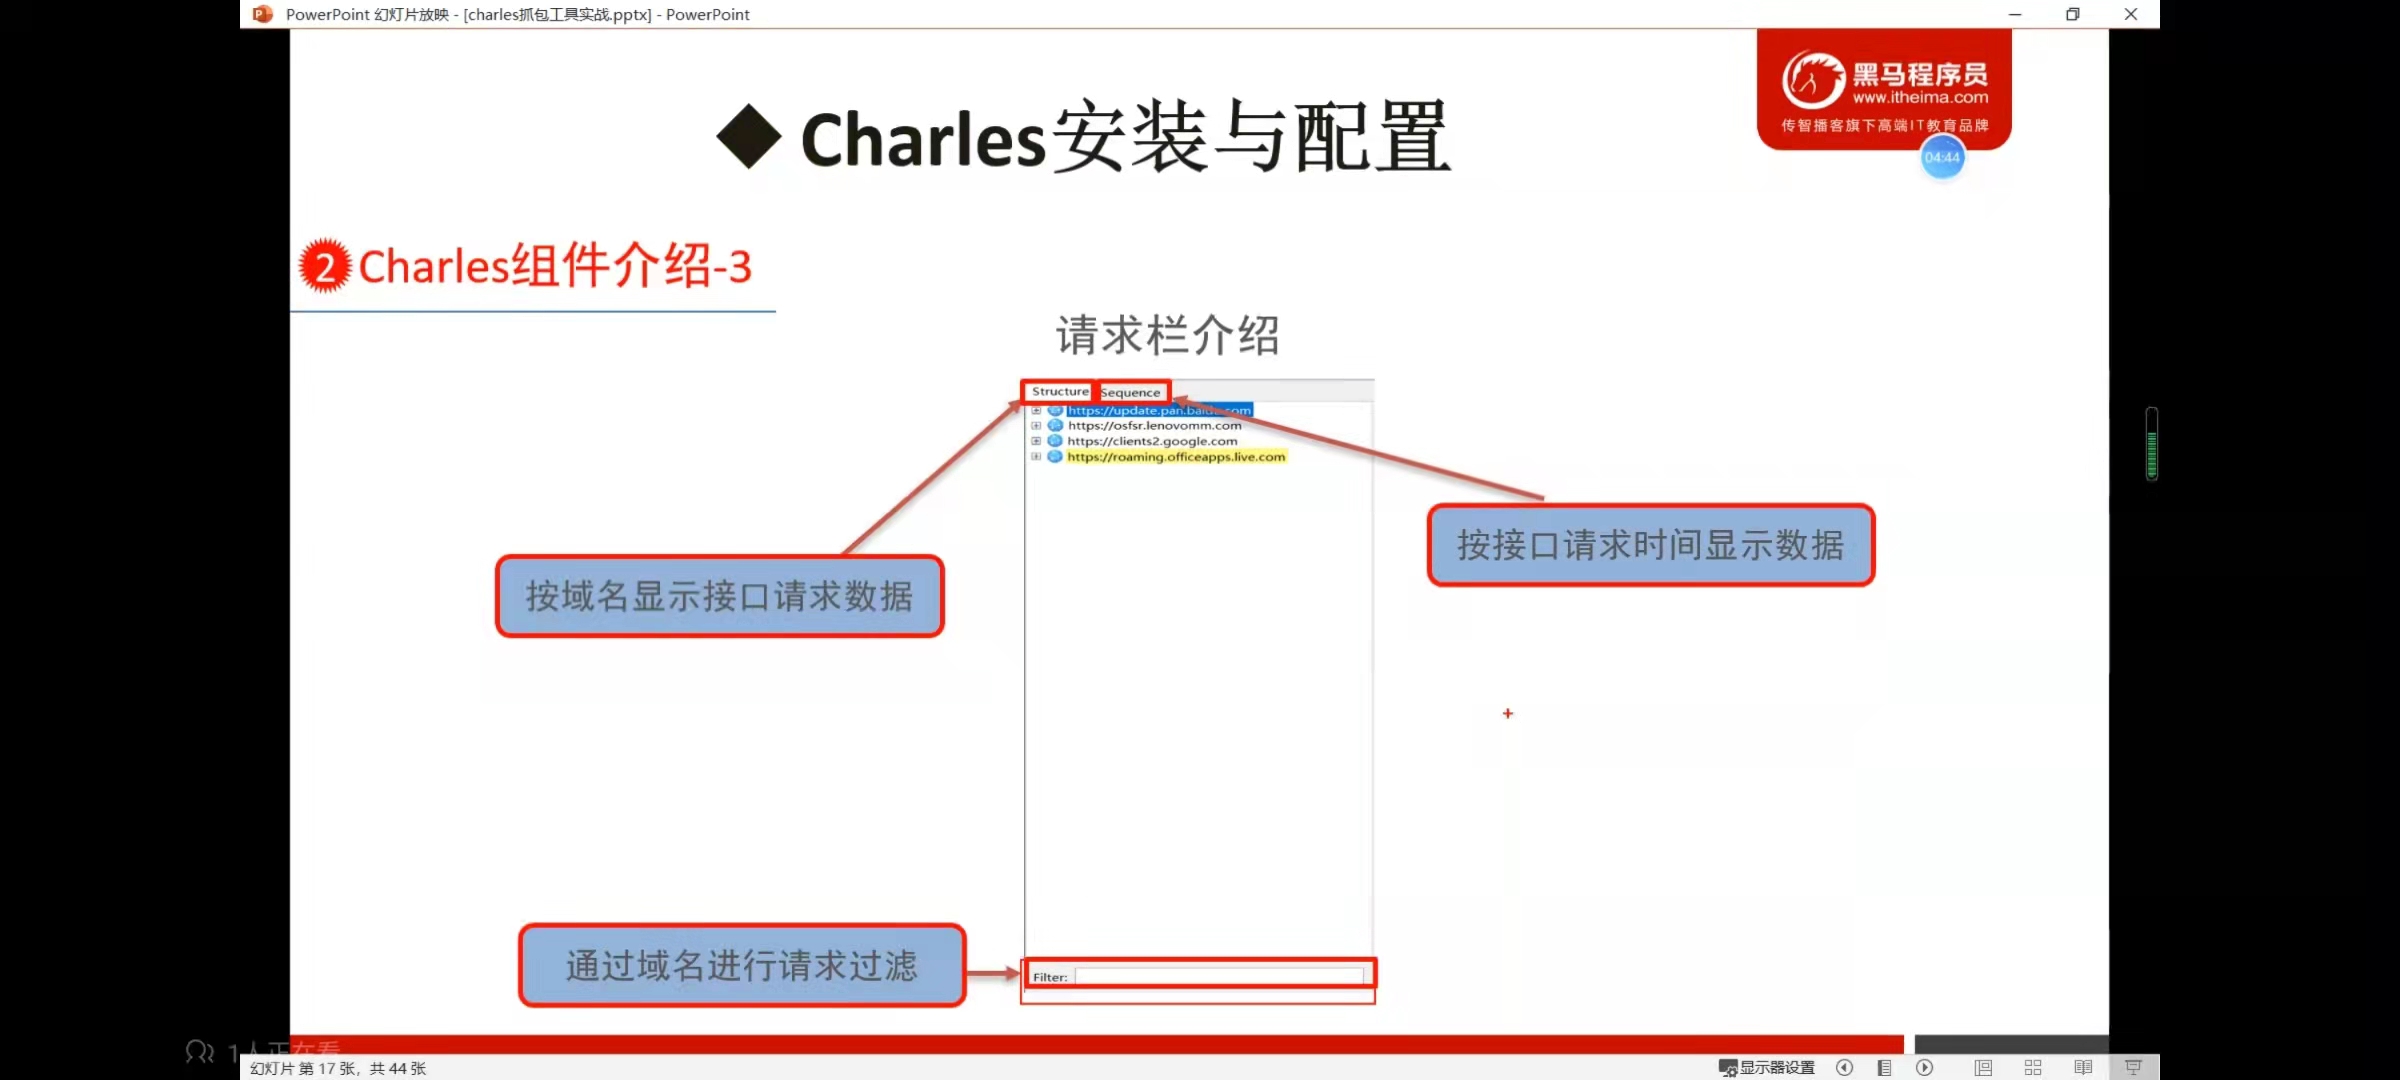 PowerPoint 幻灯片放映 - [charles抓包工具实战.pptx] - PowerPoint
黑马程序员
www.itheima.com
传智播客旗下高端IT教育品牌
04:44
Charles安装与配置
2 Charles组件介绍-3
请求栏介绍
Structure Sequence
https://update.pan.baidu.com
https://osfsr.lenovomm.com
https://clients2.google.com
https://roaming.officeapps.live.com
按接口请求时间显示数据
按域名显示接口请求数据
通过域名进行请求过滤
Filter:
1人正在看
幻灯片 第 17 张，共 44 张
显示器设置